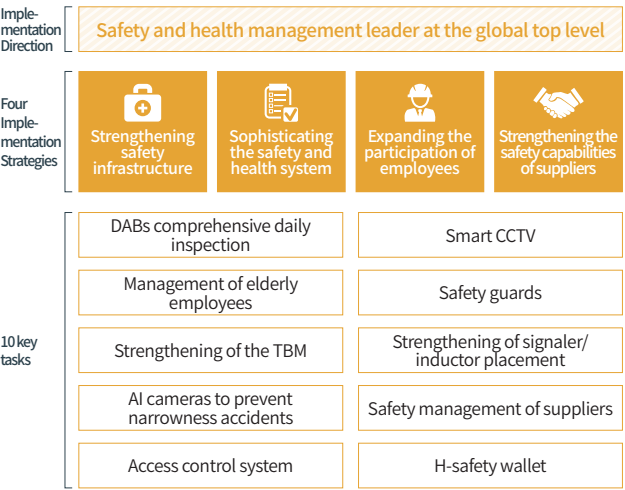 Imple-
mentation
Direction
Safety and health management leader at the global top level
Four
Imple-
mentation
Strategies
Strengthening
safety
infrastructure
Sophisticating
the safety and
health system
Expanding the
participation of
employees
Strengthening the
safety capabilities
of suppliers
10 key
tasks
DABs comprehensive daily
inspection
Smart CCTV
Management of elderly
employees
Safety guards
Strengthening of the TBM
Strengthening of signaler/
inductor placement
AI cameras to prevent
narrowness accidents
Safety management of suppliers
Access control system
H-safety wallet